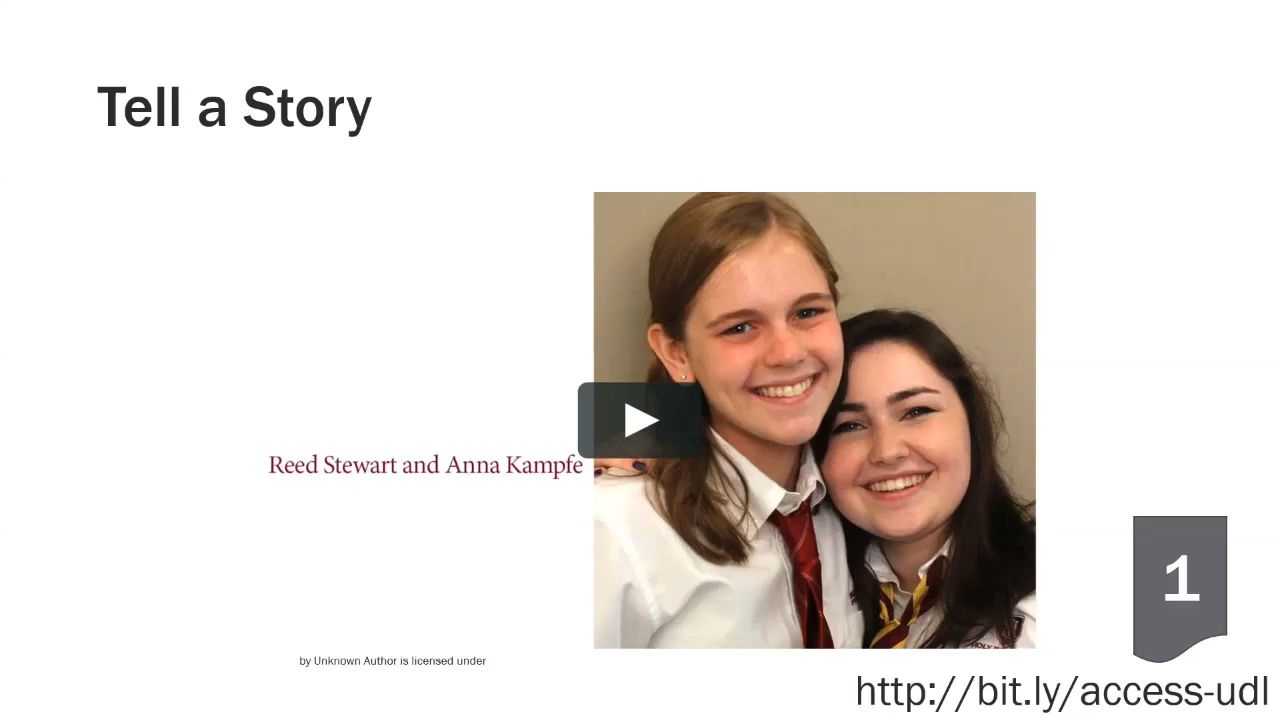 Tell a Story
Reed Stewart and Anna Kampfe
by Unknown Author is licensed under
1
http://bit.ly/access-udl